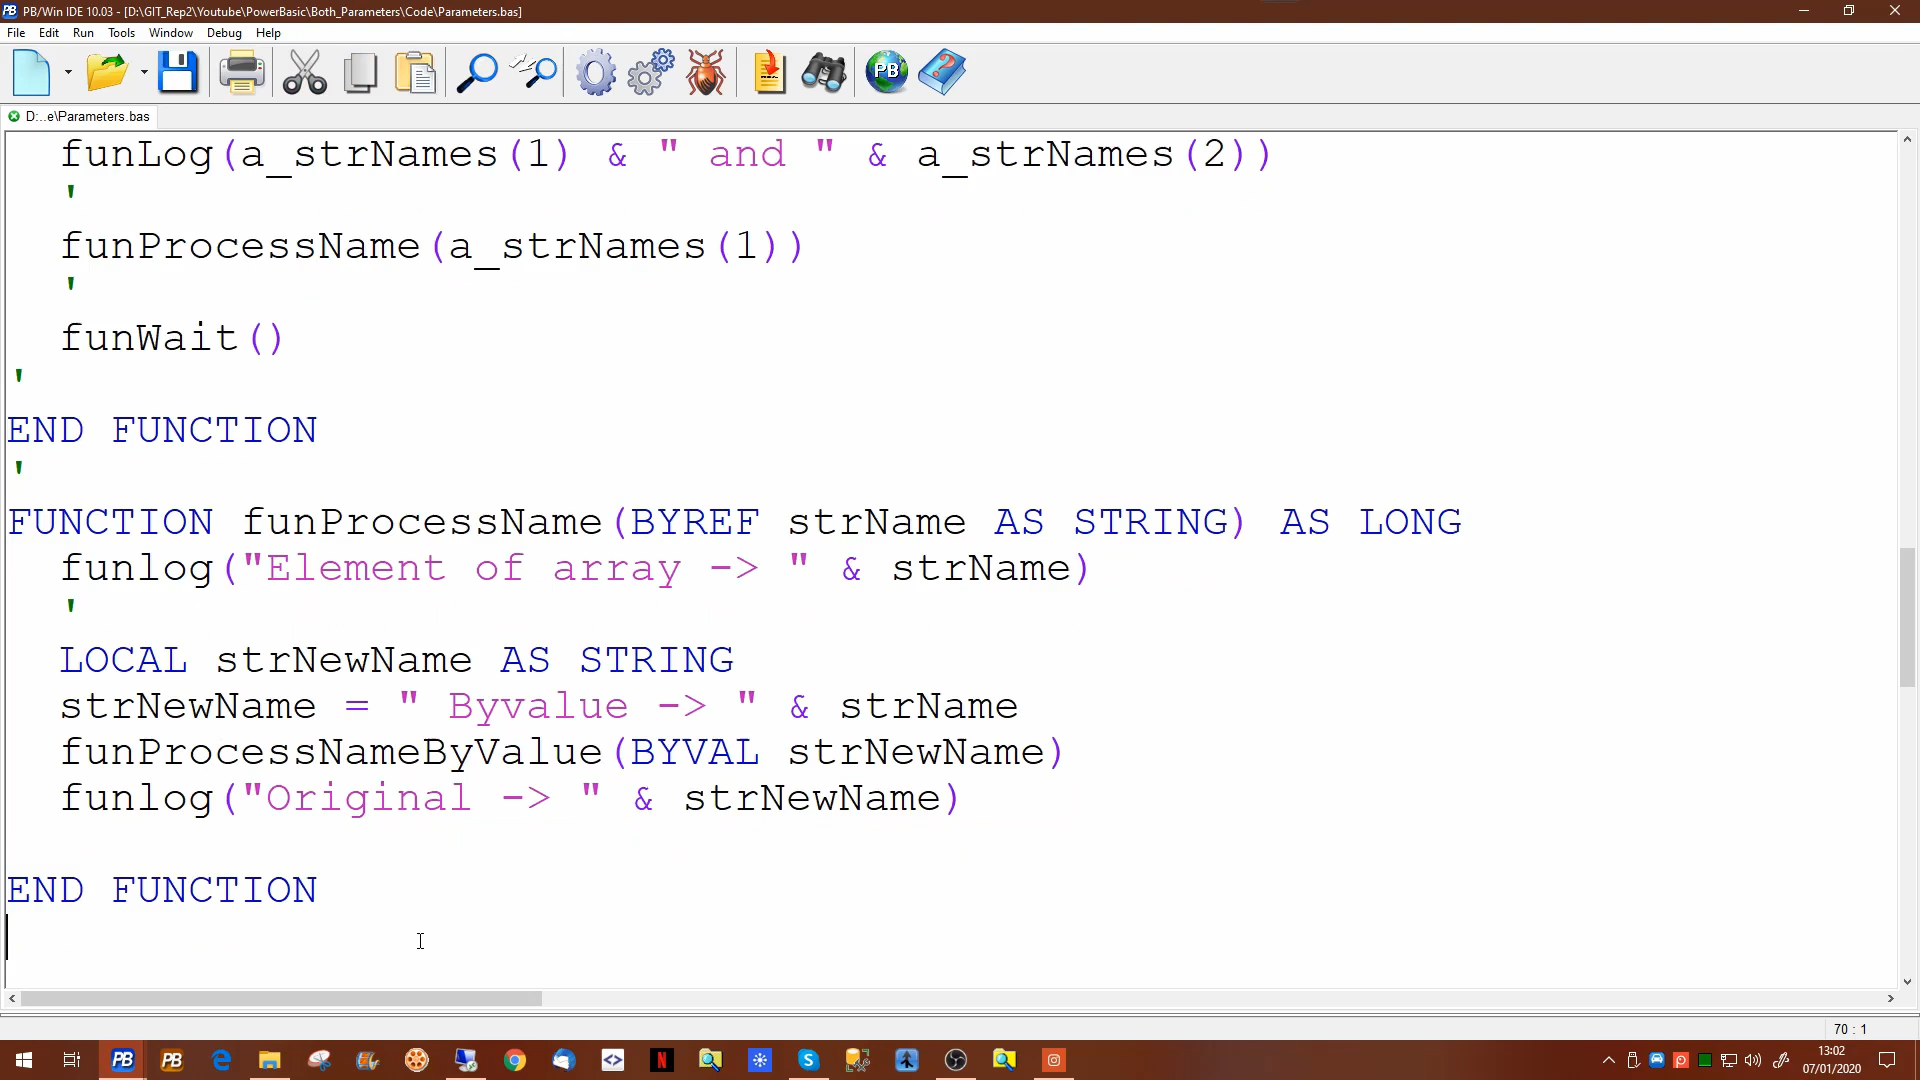 PB/Win IDE 10.03 - [D:\GIT_Rep2\Youtube\PowerBasic\Both_Parameters\Code\Parameters.bas]
File Edit Run Tools Window Debug Help
PB
D:..e\Parameters.bas
funLog(a_strNames(1) & " and " & a_strNames(2))
'
funProcessName(a_strNames(1))
'
funWait()
'
END FUNCTION
'
FUNCTION funProcessName(BYREF strName AS STRING) AS LONG
funlog("Element of array -> " & strName)
'
LOCAL strNewName AS STRING
strNewName = " Byvalue -> " & strName
funProcessNameByValue(BYVAL strNewName)
funlog("Original -> " & strNewName)
END FUNCTION
70 : 1
13:02
07/01/2020